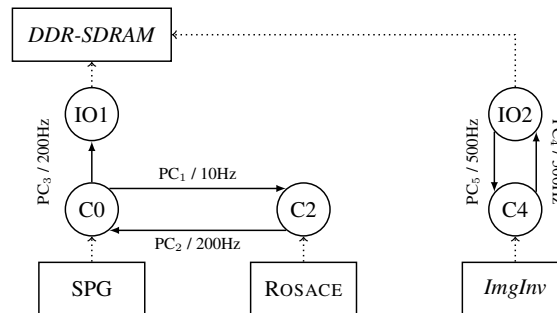 DDR-SDRAM
IO1
IO2
PC3 / 200Hz
PC5 / 500Hz
PC1 / 10Hz
C0
C2
C4
PC2 / 200Hz
SPG
ROSACE
ImgInv